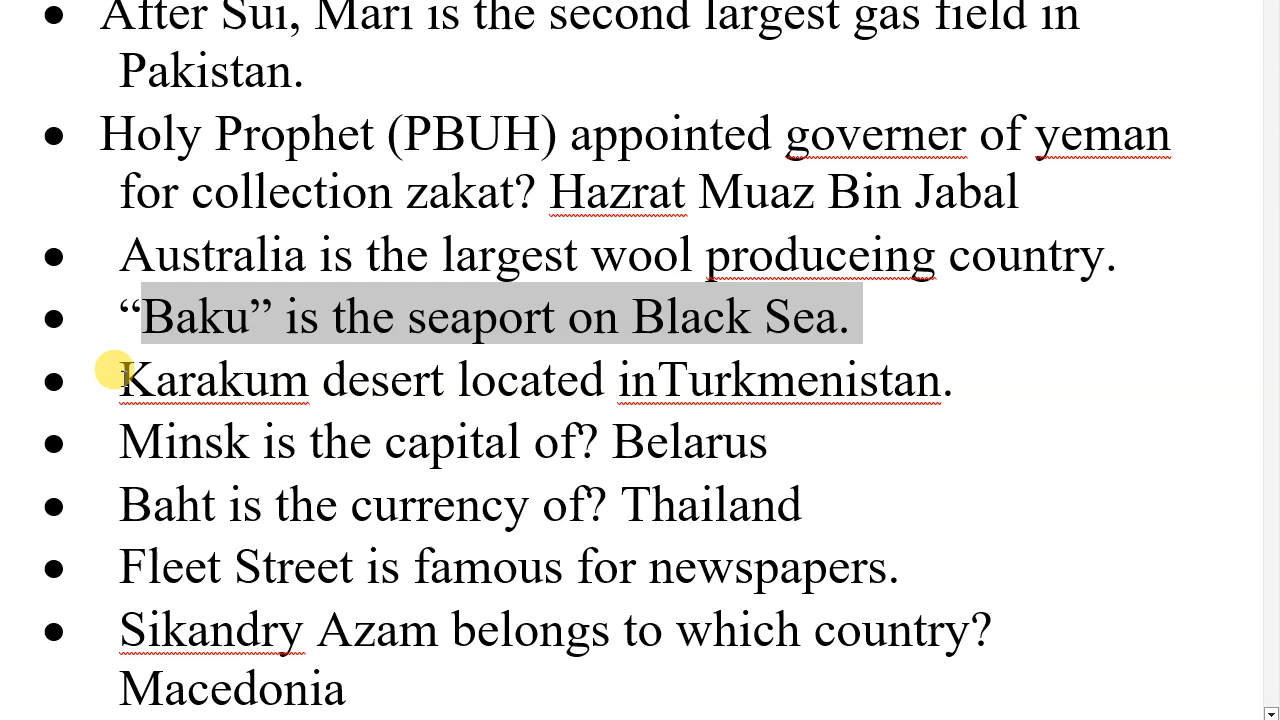 • After Sui, Mari is the second largest gas field in
Pakistan.
• Holy Prophet (PBUH) appointed governer of yeman
for collection zakat? Hazrat Muaz Bin Jabal
• Australia is the largest wool produceing country.
• “Baku” is the seaport on Black Sea.
• Karakum desert located inTurkmenistan.
• Minsk is the capital of? Belarus
• Baht is the currency of? Thailand
• Fleet Street is famous for newspapers.
• Sikandry Azam belongs to which country?
Macedonia